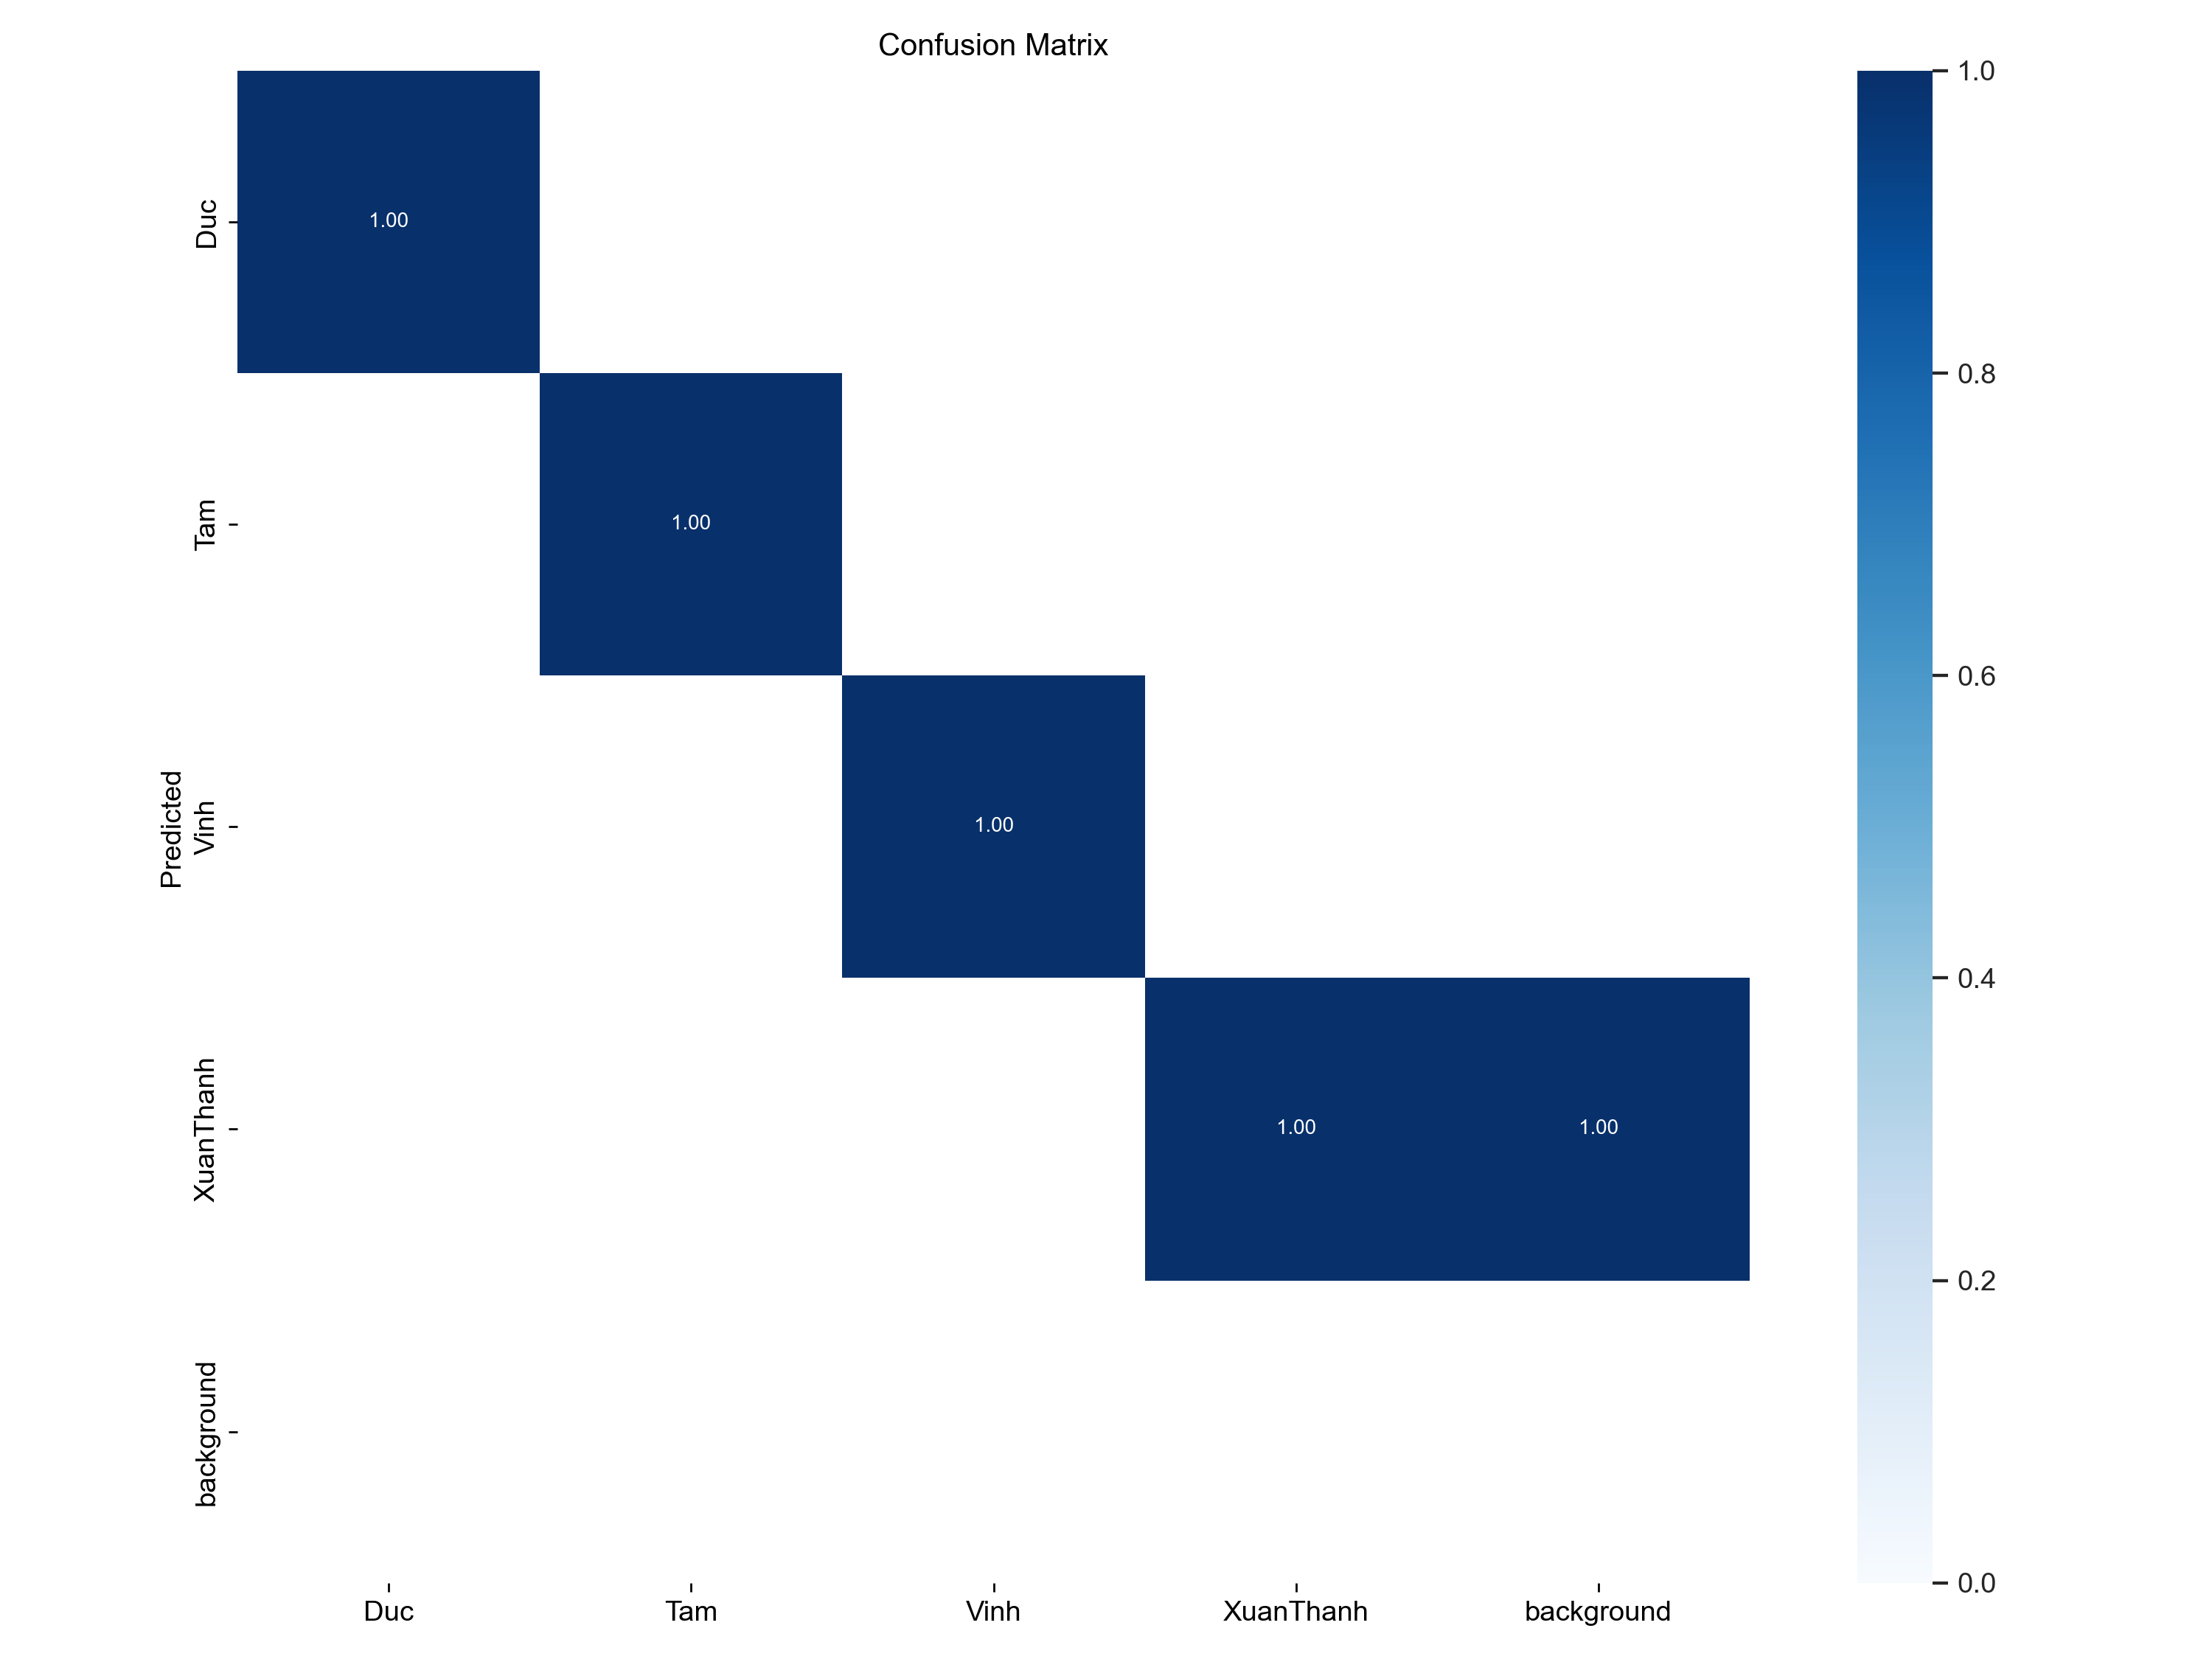 Confusion Matrix
1.0
Duc
1.00
0.8
Tam
1.00
0.6
Predicted
Vinh
1.00
0.4
XuanThanh
1.00 1.00
0.2
background
0.0
Duc Tam Vinh XuanThanh background